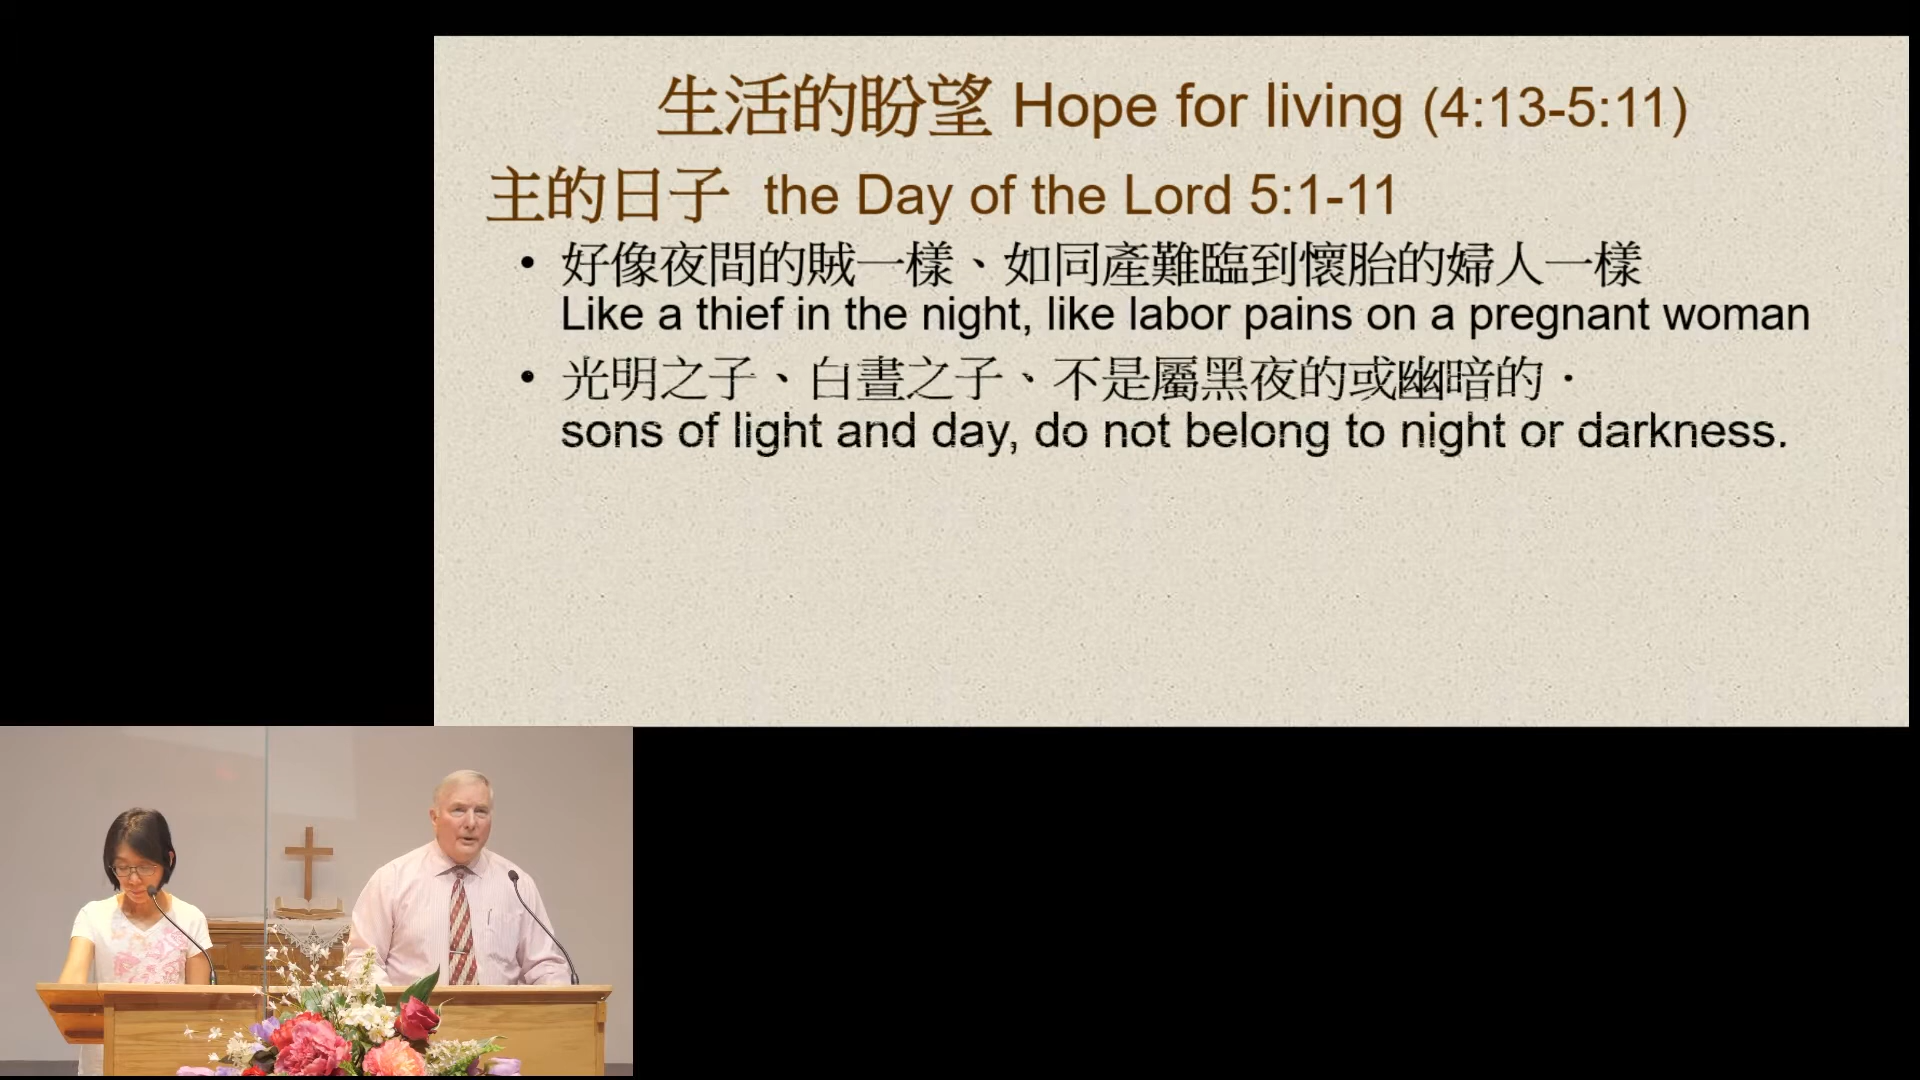 生活的盼望 Hope for living (4:13-5:11)
主的日子 the Day of the Lord 5:1-11
• 好像夜間的賊一樣、如同產難臨到懷胎的婦人一樣
Like a thief in the night, like labor pains on a pregnant woman
• 光明之子、白晝之子、不是屬黑夜的或幽暗的．
sons of light and day, do not belong to night or darkness.